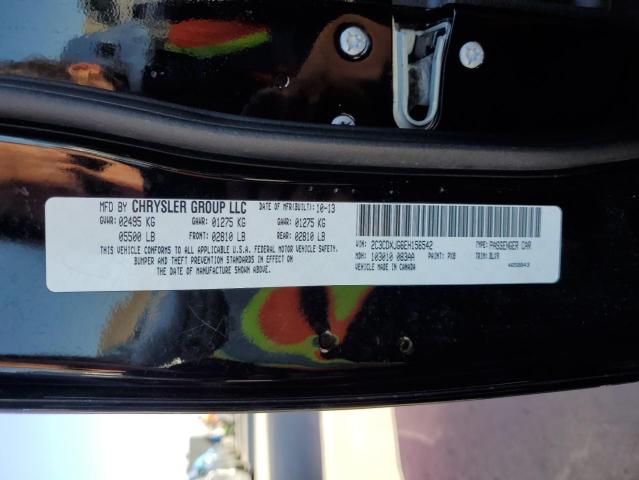 MFD BY CHRYSLER GROUP LLC DATE OF MFR(BUILT): 10-13
GVWR: 02495 KG GAWR: 01275 KG GAWR: 01275 KG
05500 LB FRONT: 02810 LB REAR: 02810 LB
THIS VEHICLE CONFORMS TO ALL APPLICABLE U.S.A. FEDERAL MOTOR VEHICLE SAFETY,
BUMPER AND THEFT PREVENTION STANDARDS IN EFFECT ON
THE DATE OF MANUFACTURE SHOWN ABOVE.
VIN: 2C3CDXJG6EH156542 TYPE: PASSENGER CAR
MDH: 103010 083AA PAINT: PX8 TRIM: BLX9
VEHICLE MADE IN CANADA